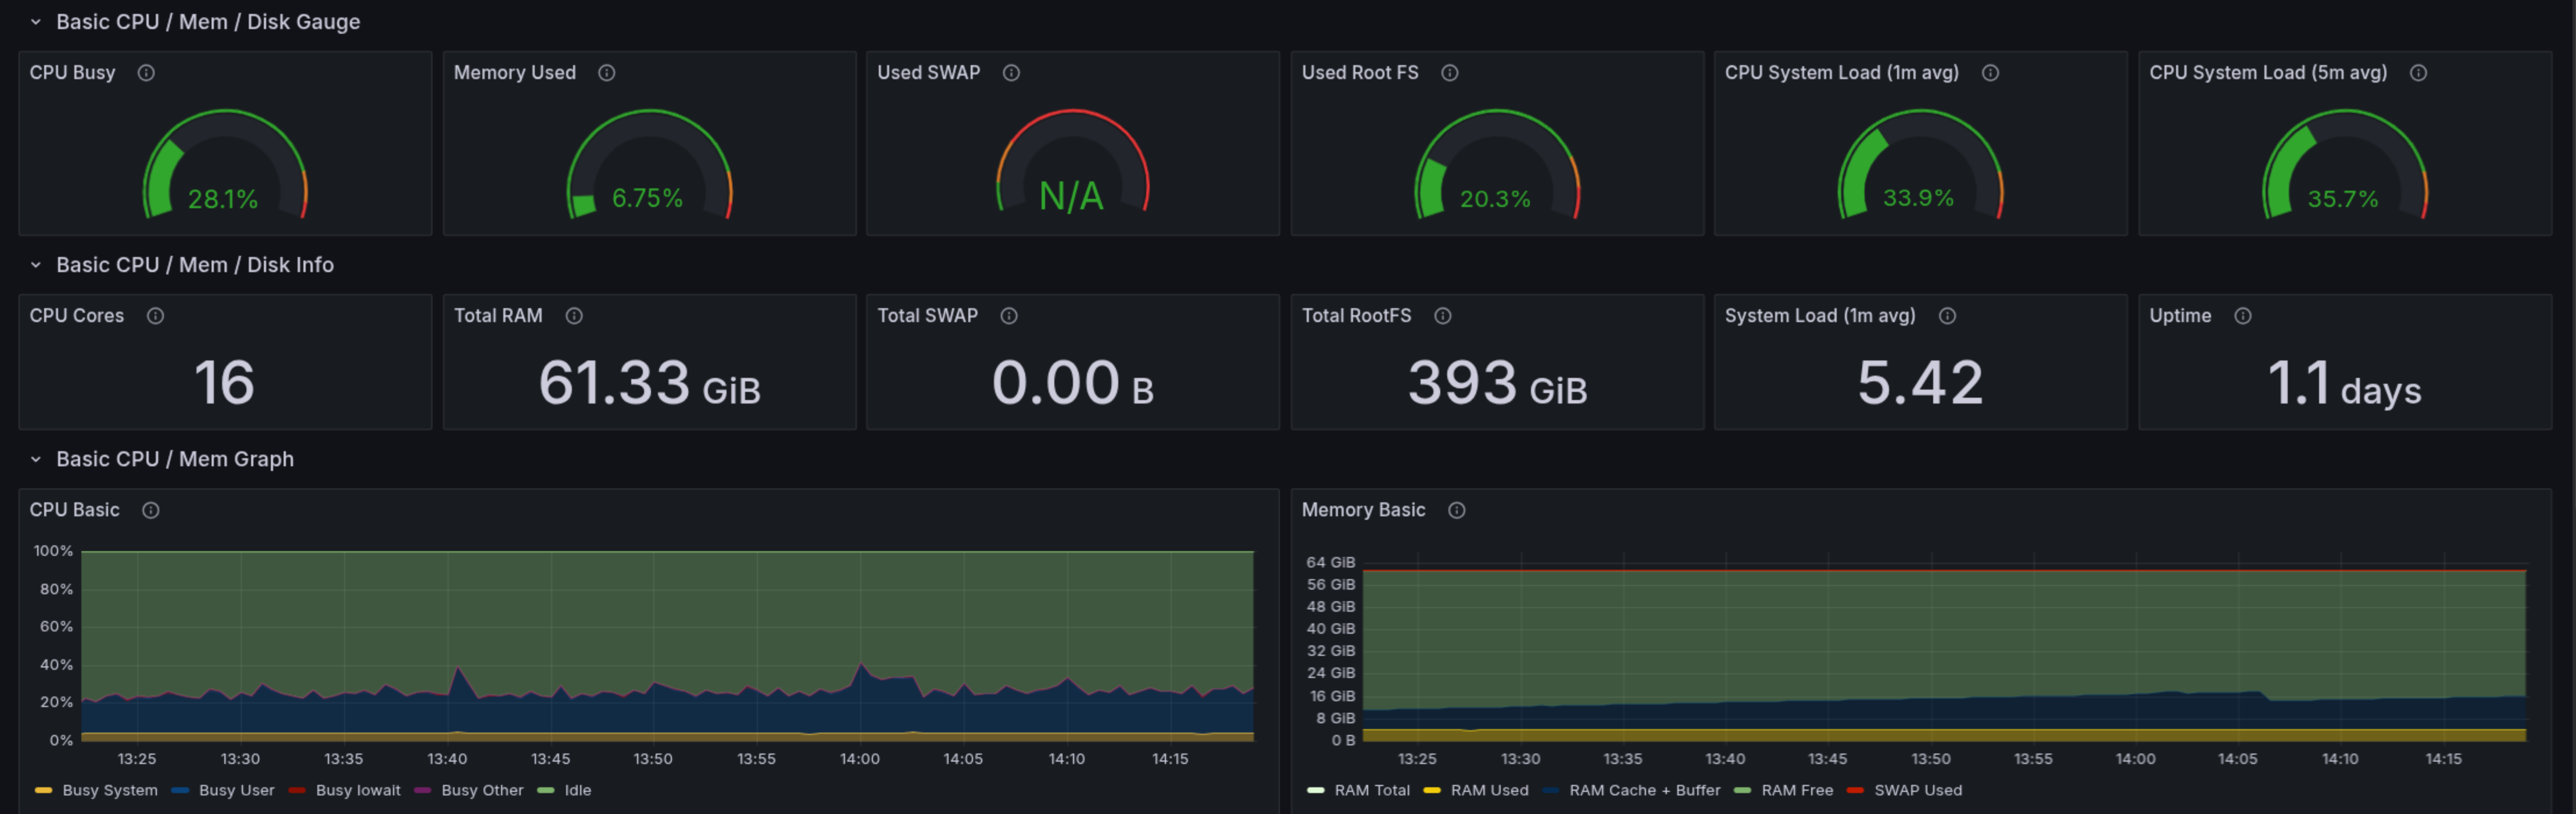 Basic CPU / Mem / Disk Gauge
CPU Busy
28.1%
Memory Used
6.75%
Used SWAP
N/A
Used Root FS
20.3%
CPU System Load (1m avg)
33.9%
CPU System Load (5m avg)
35.7%
Basic CPU / Mem / Disk Info
CPU Cores
16
Total RAM
61.33 GiB
Total SWAP
0.00 B
Total RootFS
393 GiB
System Load (1m avg)
5.42
Uptime
1.1 days
Basic CPU / Mem Graph
CPU Basic
100%
80%
60%
40%
20%
0%
13:25 13:30 13:35 13:40 13:45 13:50 13:55 14:00 14:05 14:10 14:15
Busy System Busy User Busy Iowait Busy Other Idle
Memory Basic
64 GiB
56 GiB
48 GiB
40 GiB
32 GiB
24 GiB
16 GiB
8 GiB
0 B
13:25 13:30 13:35 13:40 13:45 13:50 13:55 14:00 14:05 14:10 14:15
RAM Total RAM Used RAM Cache + Buffer RAM Free SWAP Used